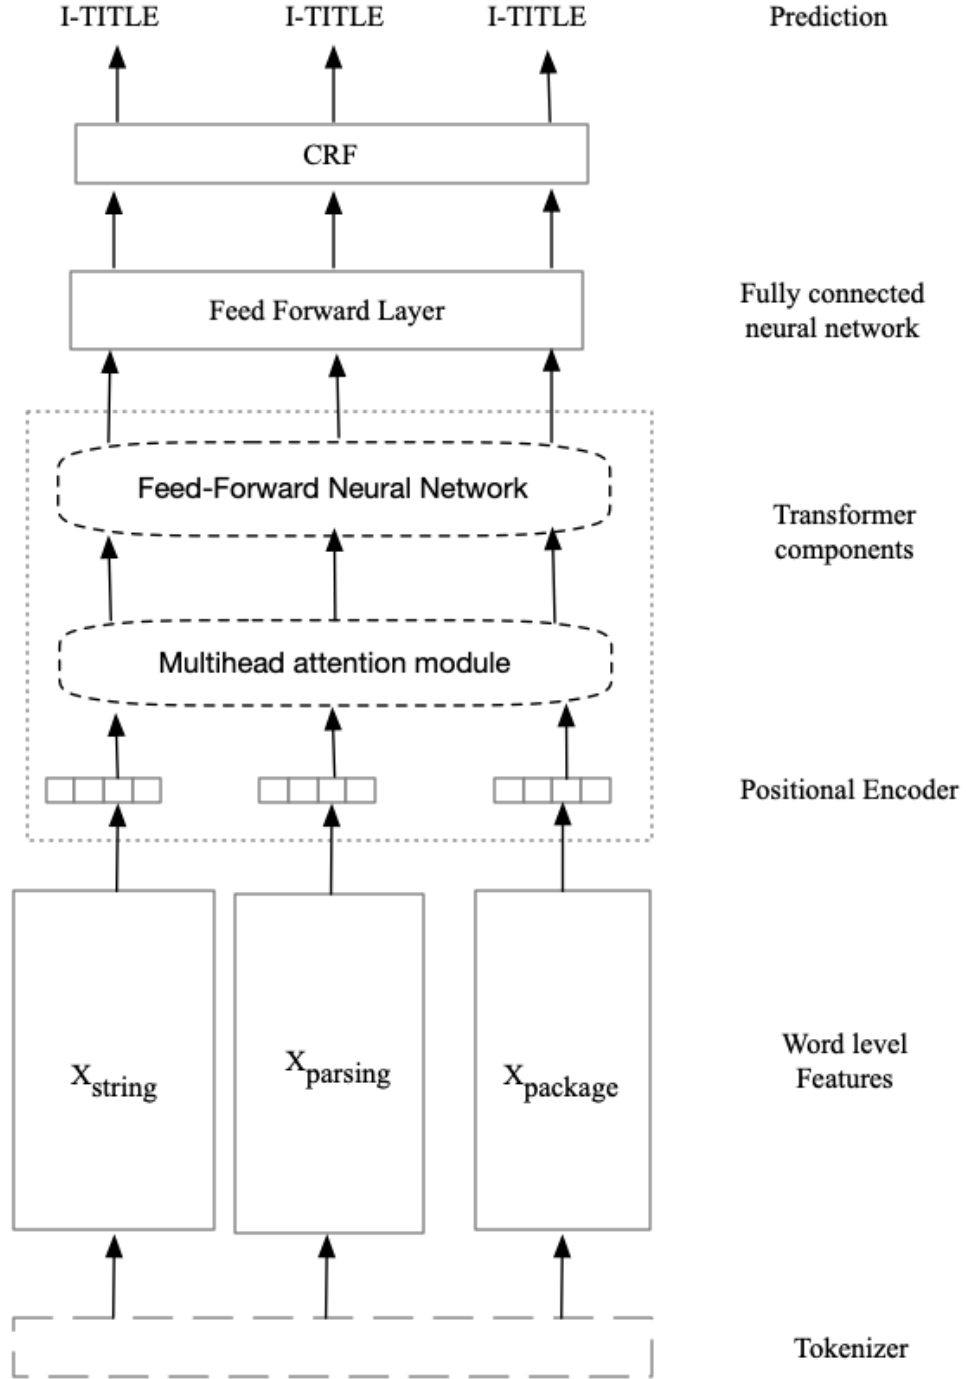 I-TITLE I-TITLE I-TITLE Prediction
CRF
Feed Forward Layer
Fully connected
neural network
Feed-Forward Neural Network
Transformer
components
Multihead attention module
Positional Encoder
Xstring Xparsing Xpackage
Word level
Features
Tokenizer